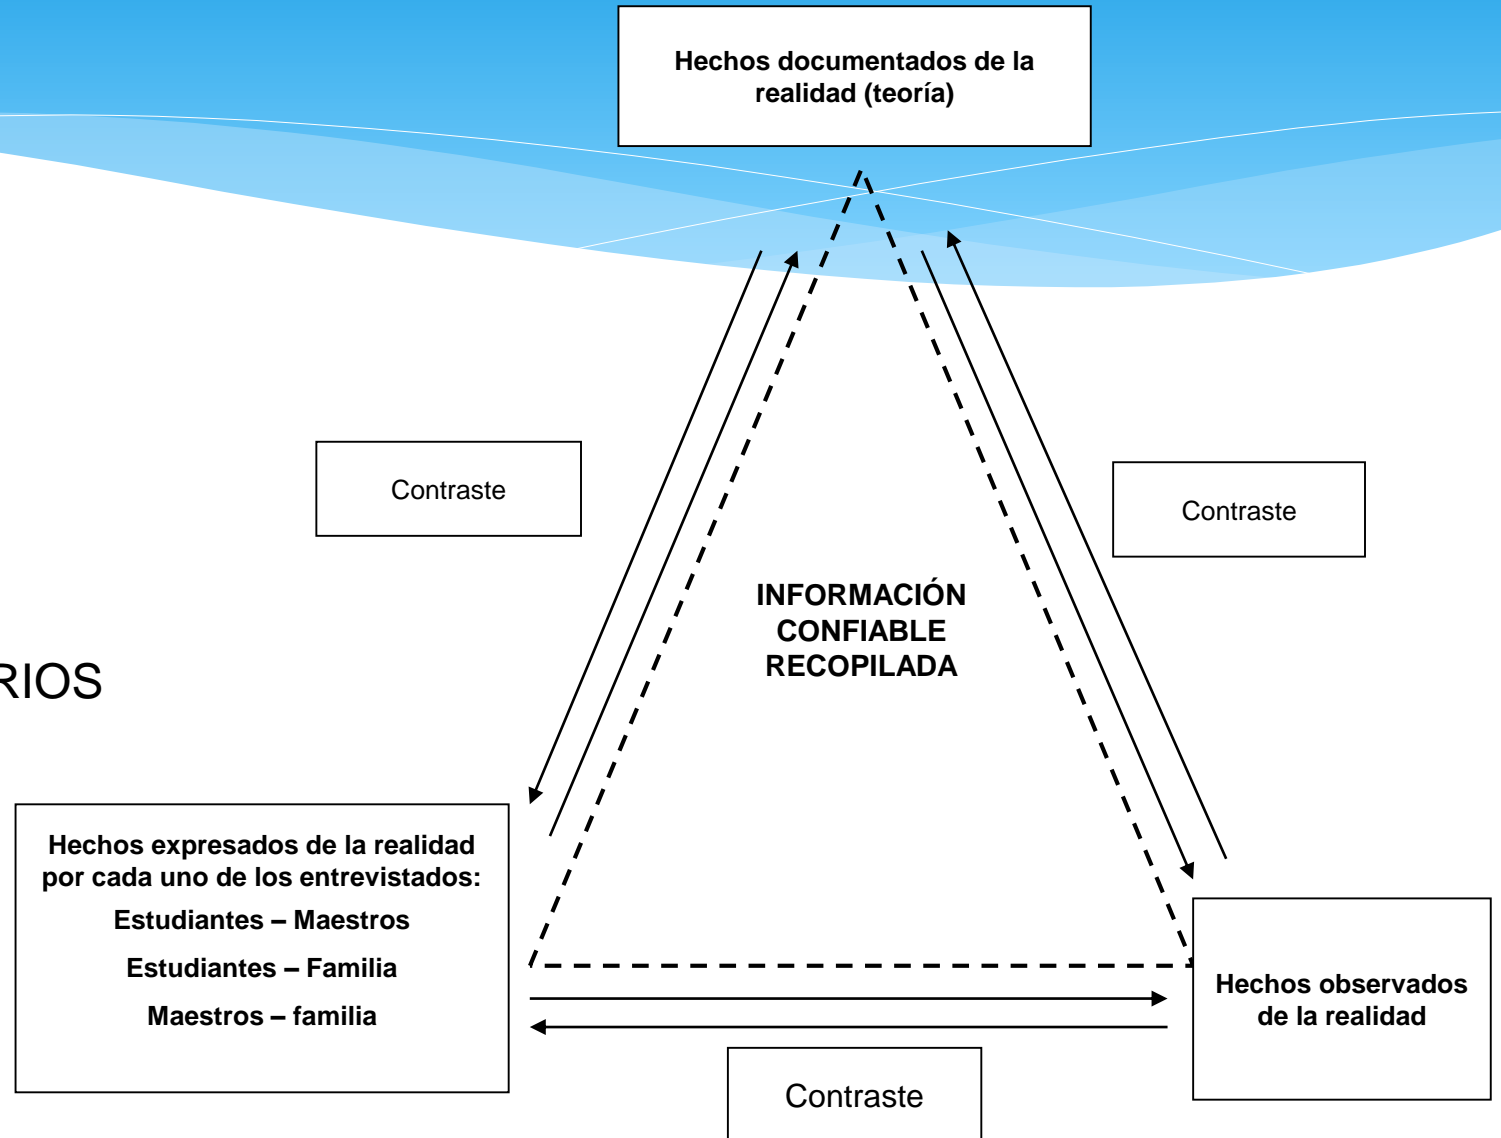 Hechos documentados de la
realidad (teoría)
Contraste
Contraste
INFORMACIÓN
CONFIABLE
RECOPILADA
RIOS
Hechos expresados de la realidad
por cada uno de los entrevistados:
Estudiantes – Maestros
Estudiantes – Familia
Maestros – familia
Hechos observados
de la realidad
Contraste